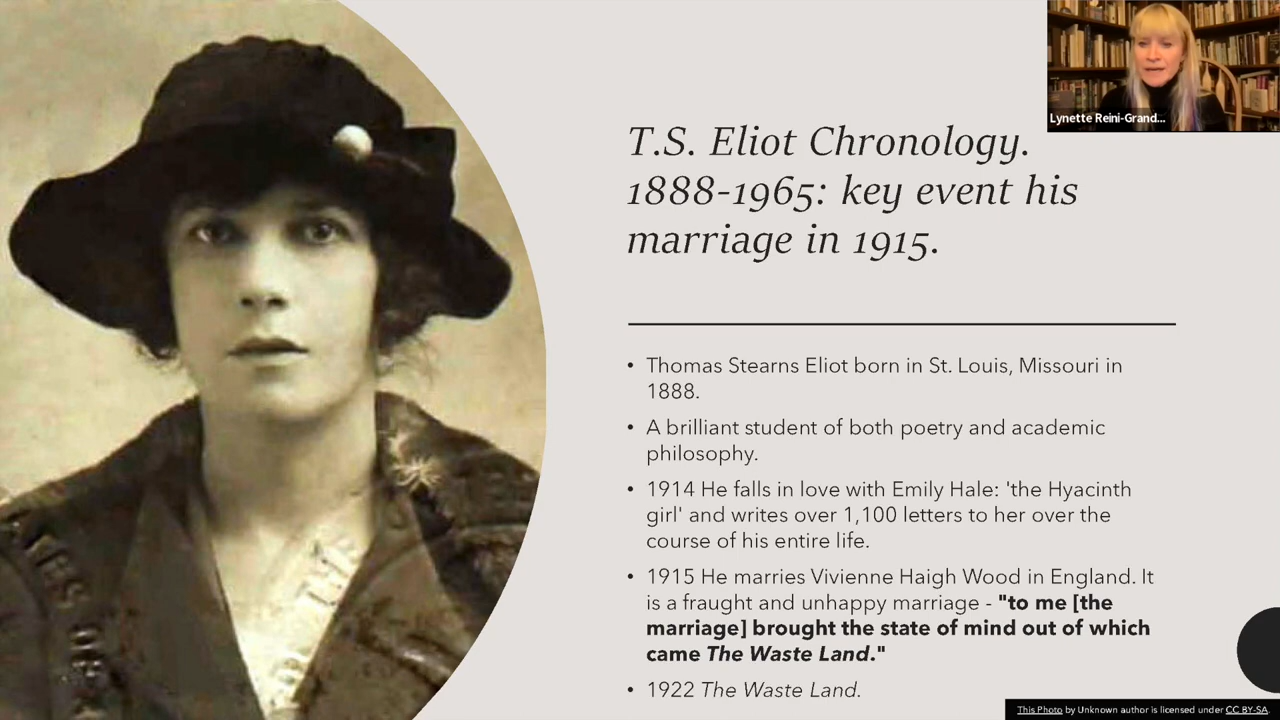 Lynette Reini-Grand...
T.S. Eliot Chronology.
1888-1965: key event his
marriage in 1915.
• Thomas Stearns Eliot born in St. Louis, Missouri in
1888.
• A brilliant student of both poetry and academic
philosophy.
• 1914 He falls in love with Emily Hale: 'the Hyacinth
girl' and writes over 1,100 letters to her over the
course of his entire life.
• 1915 He marries Vivienne Haigh Wood in England. It
is a fraught and unhappy marriage - "to me [the
marriage] brought the state of mind out of which
came The Waste Land."
• 1922 The Waste Land.
This Photo by Unknown author is licensed under CC BY-SA.